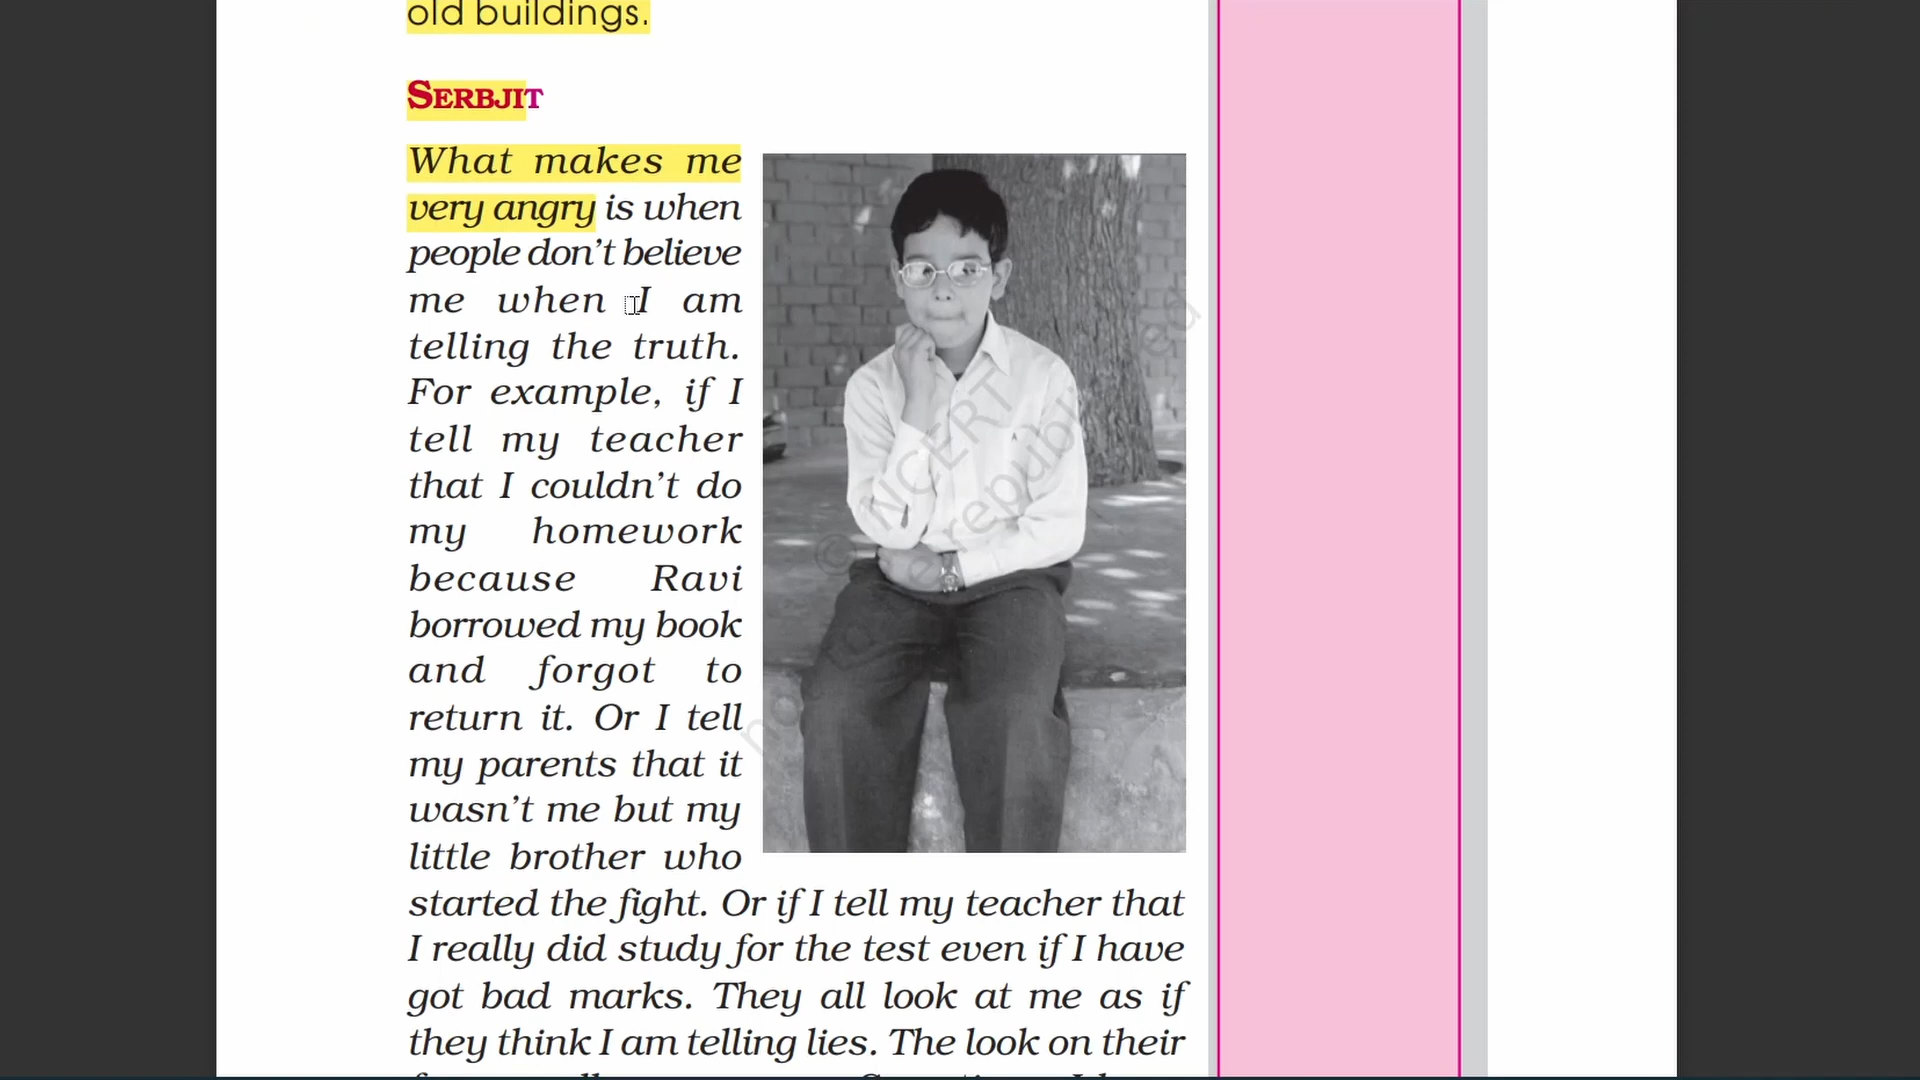 old buildings.
SERBJIT
What makes me
very angry is when
people don't believe
me when I am
telling the truth.
For example, if I
tell my teacher
that I couldn't do
my homework
because Ravi
borrowed my book
and forgot to
return it. Or I tell
my parents that it
wasn't me but my
little brother who
started the fight. Or if I tell my teacher that
I really did study for the test even if I have
got bad marks. They all look at me as if
they think I am telling lies. The look on their
© NCERT
not be republished